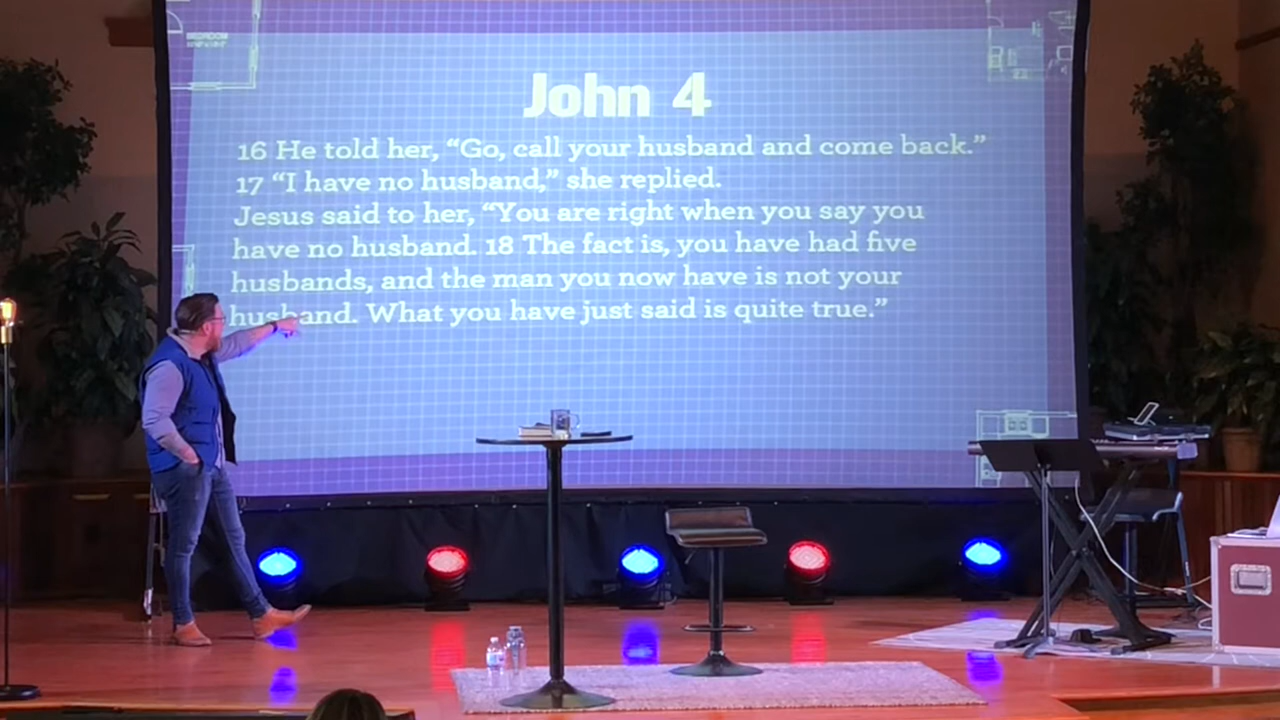 BEDROOM
John 4
16 He told her, “Go, call your husband and come back.”
17 “I have no husband,” she replied.
Jesus said to her, “You are right when you say you
have no husband. 18 The fact is, you have had five
husbands, and the man you now have is not your
husband. What you have just said is quite true.”